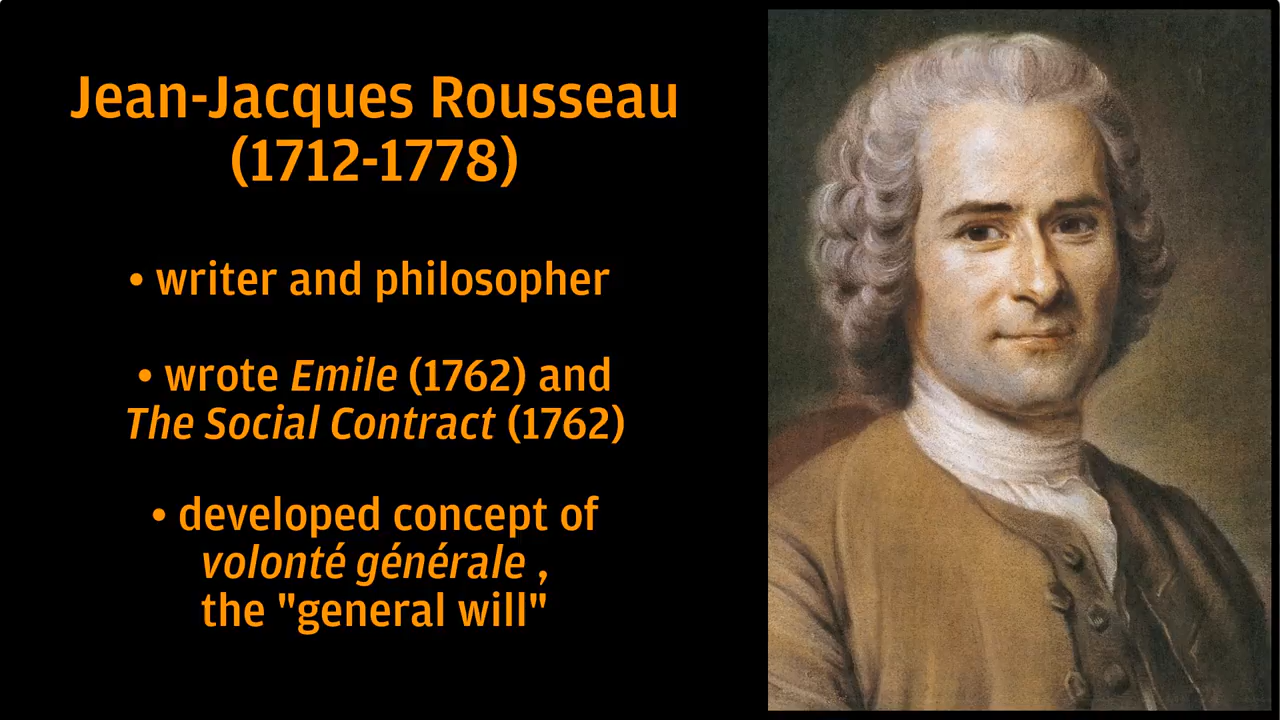 Jean-Jacques Rousseau
(1712-1778)
• writer and philosopher
• wrote Emile (1762) and
The Social Contract (1762)
• developed concept of
volonté générale ,
the "general will"